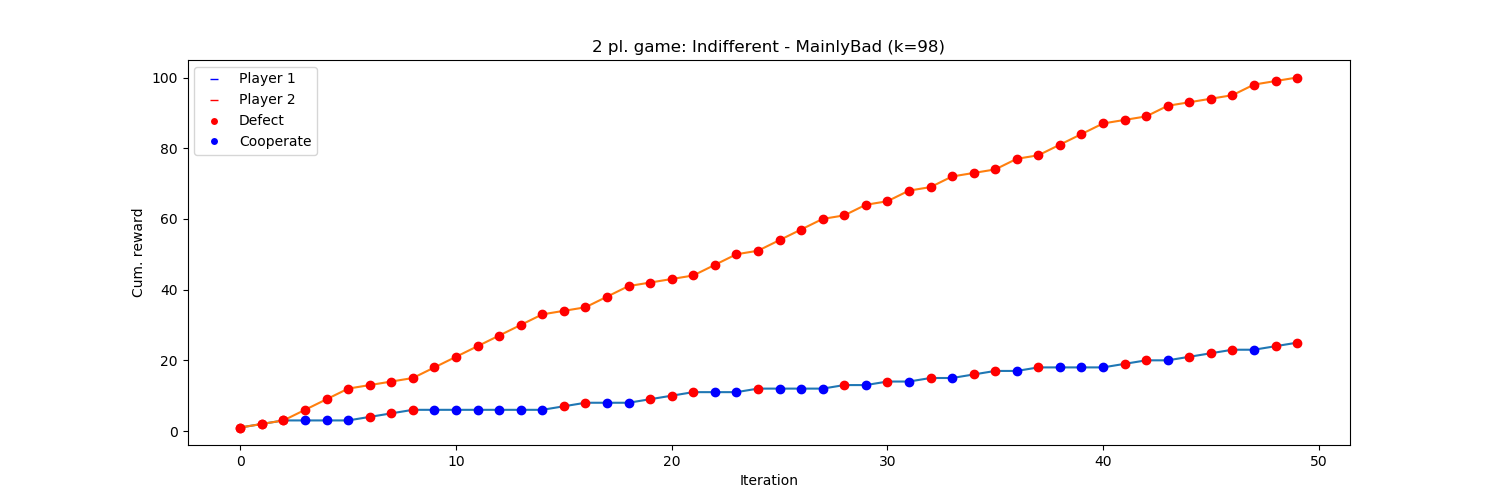 2 pl. game: Indifferent - MainlyBad (k=98)
Player 1
Player 2
Defect
Cooperate
100
80
60
40
20
0
Cum. reward
0 10 20 30 40 50
Iteration